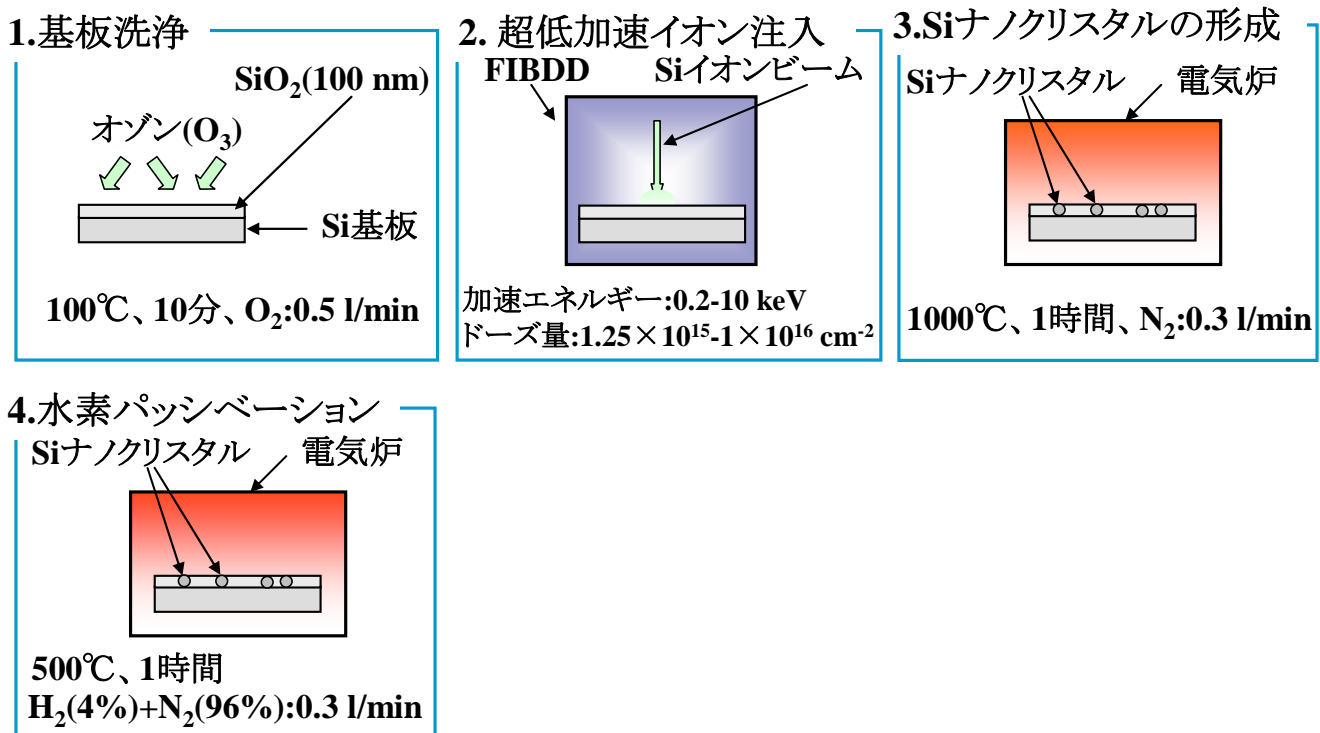 1.基板洗浄
SiO₂(100 nm)
オゾン(O₃)
Si基板
100℃、10分、O₂:0.5 l/min
2. 超低加速イオン注入
FIBDD Siイオンビーム
加速エネルギー:0.2-10 keV
ドーズ量:1.25×10¹⁵-1×10¹⁶ cm⁻²
3.Siナノクリスタルの形成
Siナノクリスタル 電気炉
1000℃、1時間、N₂:0.3 l/min
4.水素パッシベーション
Siナノクリスタル 電気炉
500℃、1時間
H₂(4%)+N₂(96%):0.3 l/min